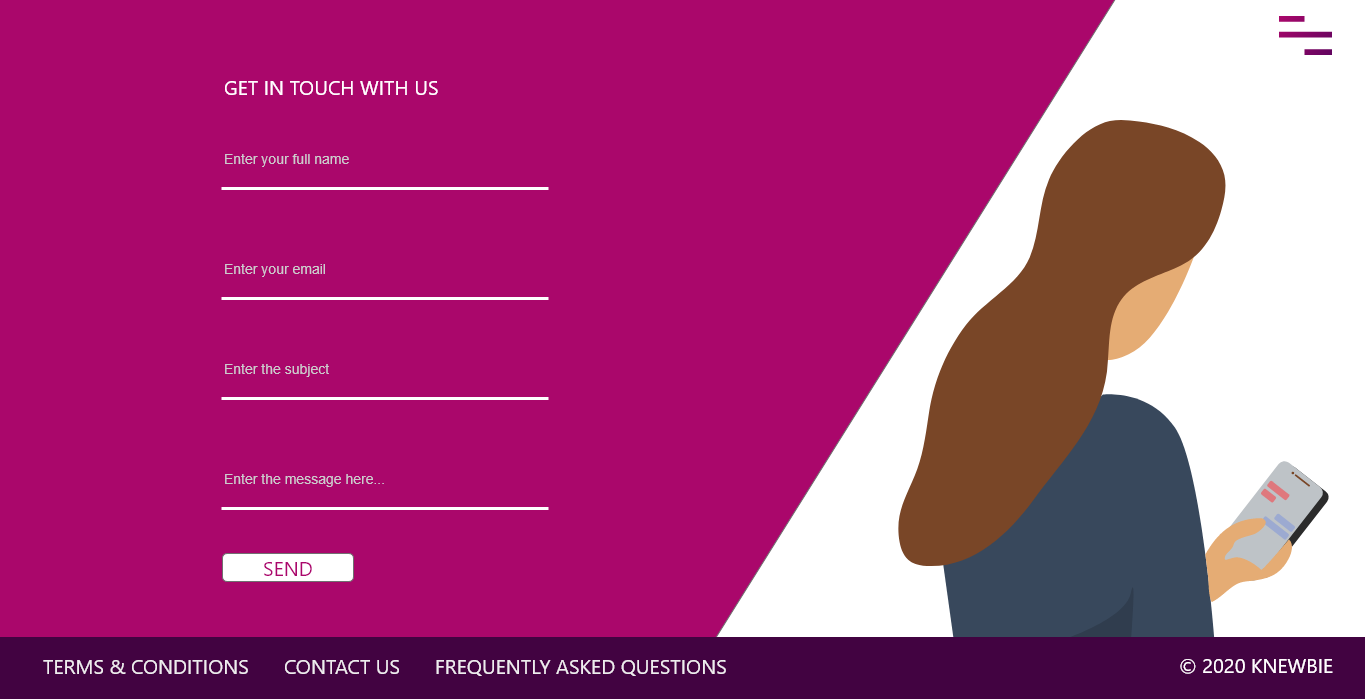 GET IN TOUCH WITH US
Enter your full name
Enter your email
Enter the subject
Enter the message here...
SEND
TERMS & CONDITIONS CONTACT US FREQUENTLY ASKED QUESTIONS © 2020 KNEWBIE